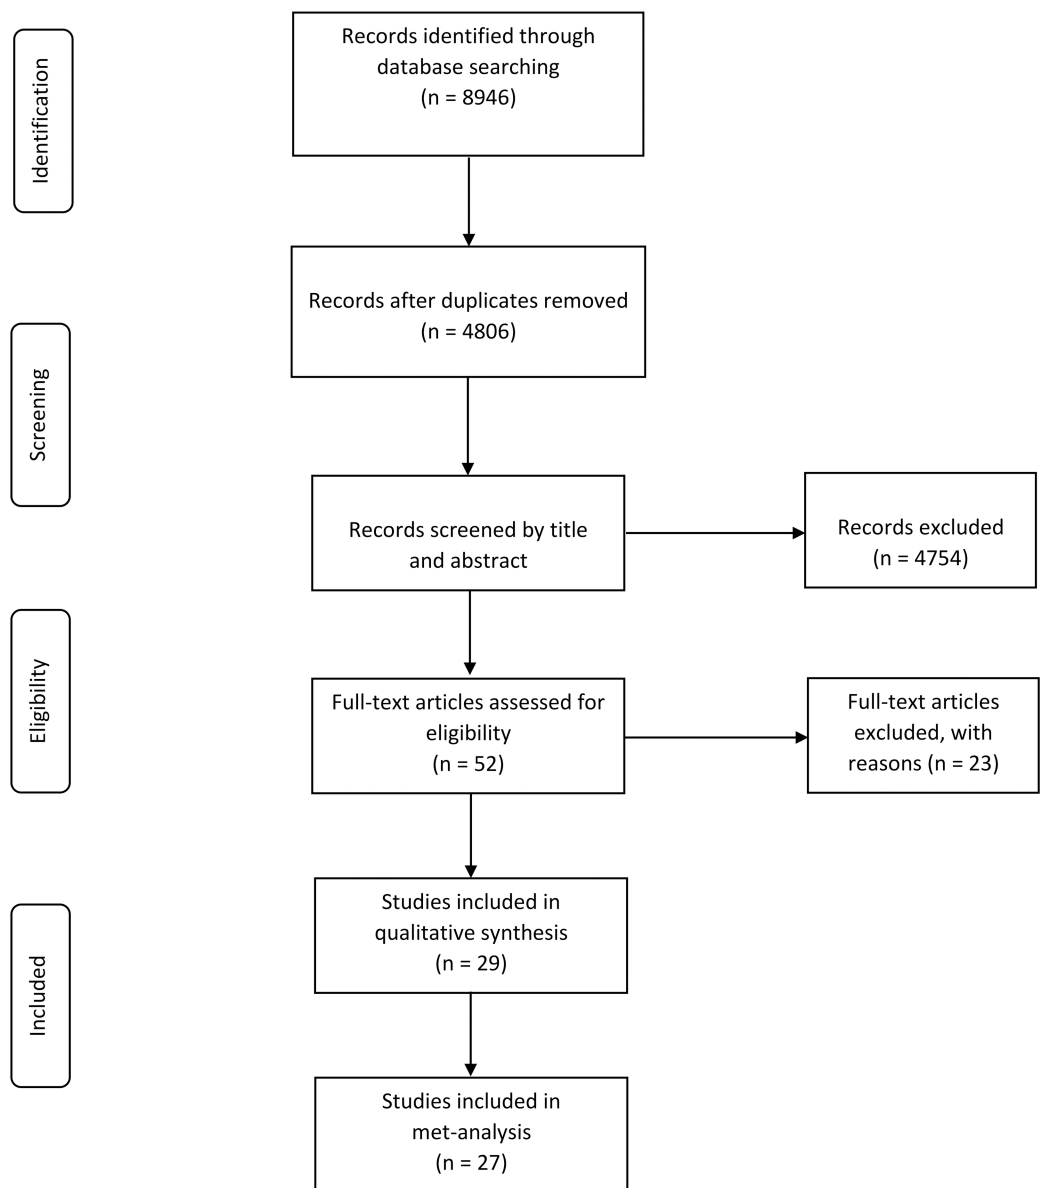 Identification
Records identified through
database searching
(n = 8946)
Records after duplicates removed
(n = 4806)
Screening
Records screened by title
and abstract
Records excluded
(n = 4754)
Eligibility
Full-text articles assessed for
eligibility
(n = 52)
Full-text articles
excluded, with
reasons (n = 23)
Included
Studies included in
qualitative synthesis
(n = 29)
Studies included in
met-analysis
(n = 27)